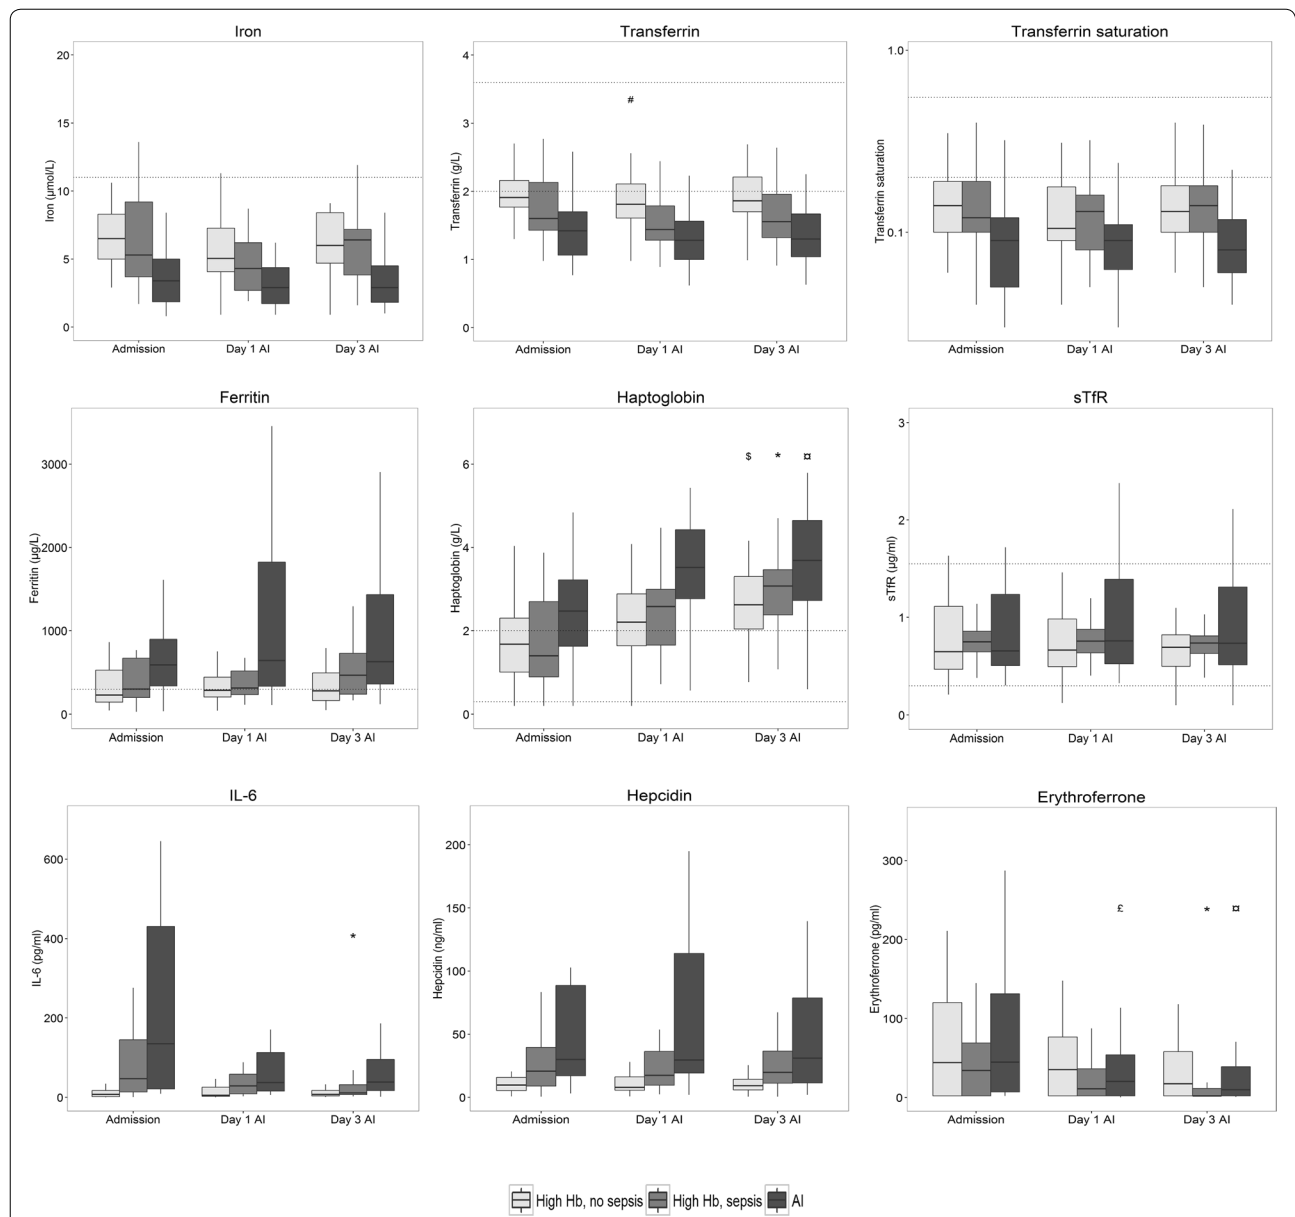 Iron
Transferrin
Transferrin saturation
20
15
10
5
0
Iron (μmol/L)
Admission
Day 1 AI
Day 3 AI
4
3
2
1
0
Transferrin (g/L)
#
Admission
Day 1 AI
Day 3 AI
1.0
0.1
Transferrin saturation
Admission
Day 1 AI
Day 3 AI
Ferritin
Haptoglobin
sTfR
3000
2000
1000
0
Ferritin (μg/L)
Admission
Day 1 AI
Day 3 AI
6
4
2
0
Haptoglobin (g/L)
$ * ¤
Admission
Day 1 AI
Day 3 AI
3
2
1
0
sTfR (μg/ml)
Admission
Day 1 AI
Day 3 AI
IL-6
Hepcidin
Erythroferrone
600
400
200
0
IL-6 (pg/ml)
*
Admission
Day 1 AI
Day 3 AI
200
150
100
50
0
Hepcidin (ng/ml)
Admission
Day 1 AI
Day 3 AI
300
200
100
0
Erythroferrone (pg/ml)
£ * ¤
Admission
Day 1 AI
Day 3 AI
High Hb, no sepsis
High Hb, sepsis
AI